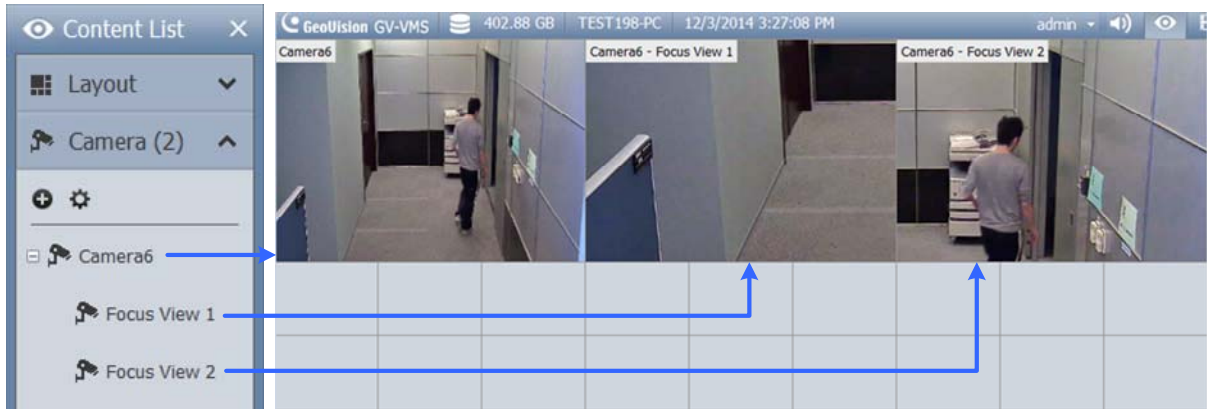 Content List
Layout
Camera (2)
Camera6
Focus View 1
Focus View 2
GeoVision GV-VMS 402.88 GB TEST198-PC 12/3/2014 3:27:08 PM admin
Camera6
Camera6 - Focus View 1
Camera6 - Focus View 2